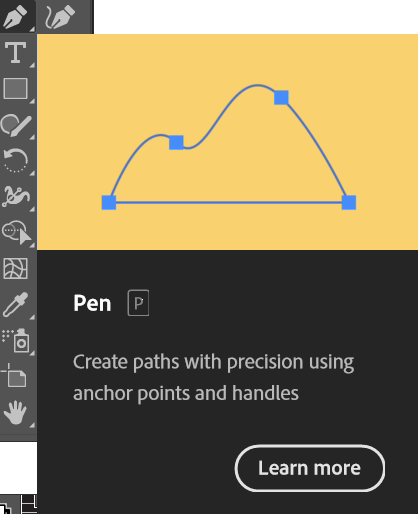 T
Pen P
Create paths with precision using
anchor points and handles
Learn more